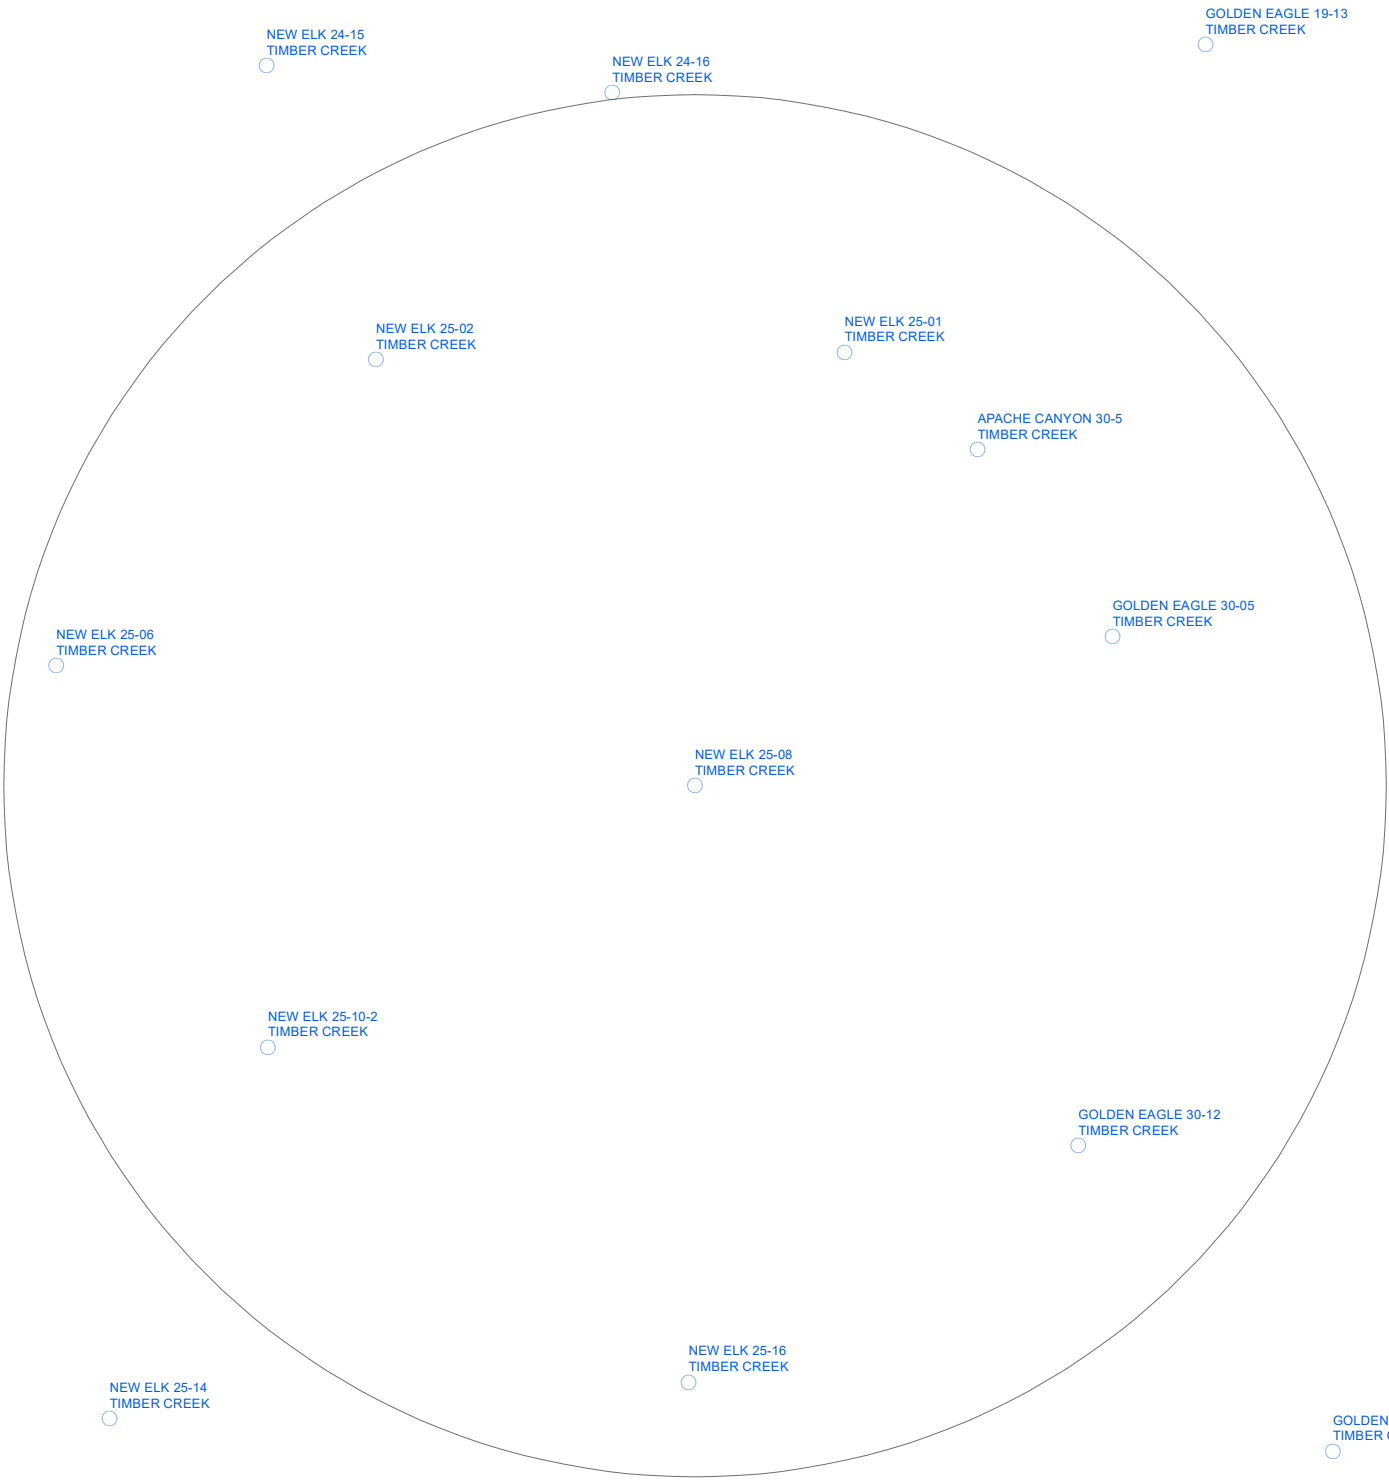 GOLDEN EAGLE 19-13
TIMBER CREEK
NEW ELK 24-15
TIMBER CREEK
NEW ELK 24-16
TIMBER CREEK
NEW ELK 25-01
TIMBER CREEK
NEW ELK 25-02
TIMBER CREEK
APACHE CANYON 30-5
TIMBER CREEK
GOLDEN EAGLE 30-05
TIMBER CREEK
NEW ELK 25-06
TIMBER CREEK
NEW ELK 25-08
TIMBER CREEK
NEW ELK 25-10-2
TIMBER CREEK
GOLDEN EAGLE 30-12
TIMBER CREEK
NEW ELK 25-16
TIMBER CREEK
NEW ELK 25-14
TIMBER CREEK
GOLDEN
TIMBER